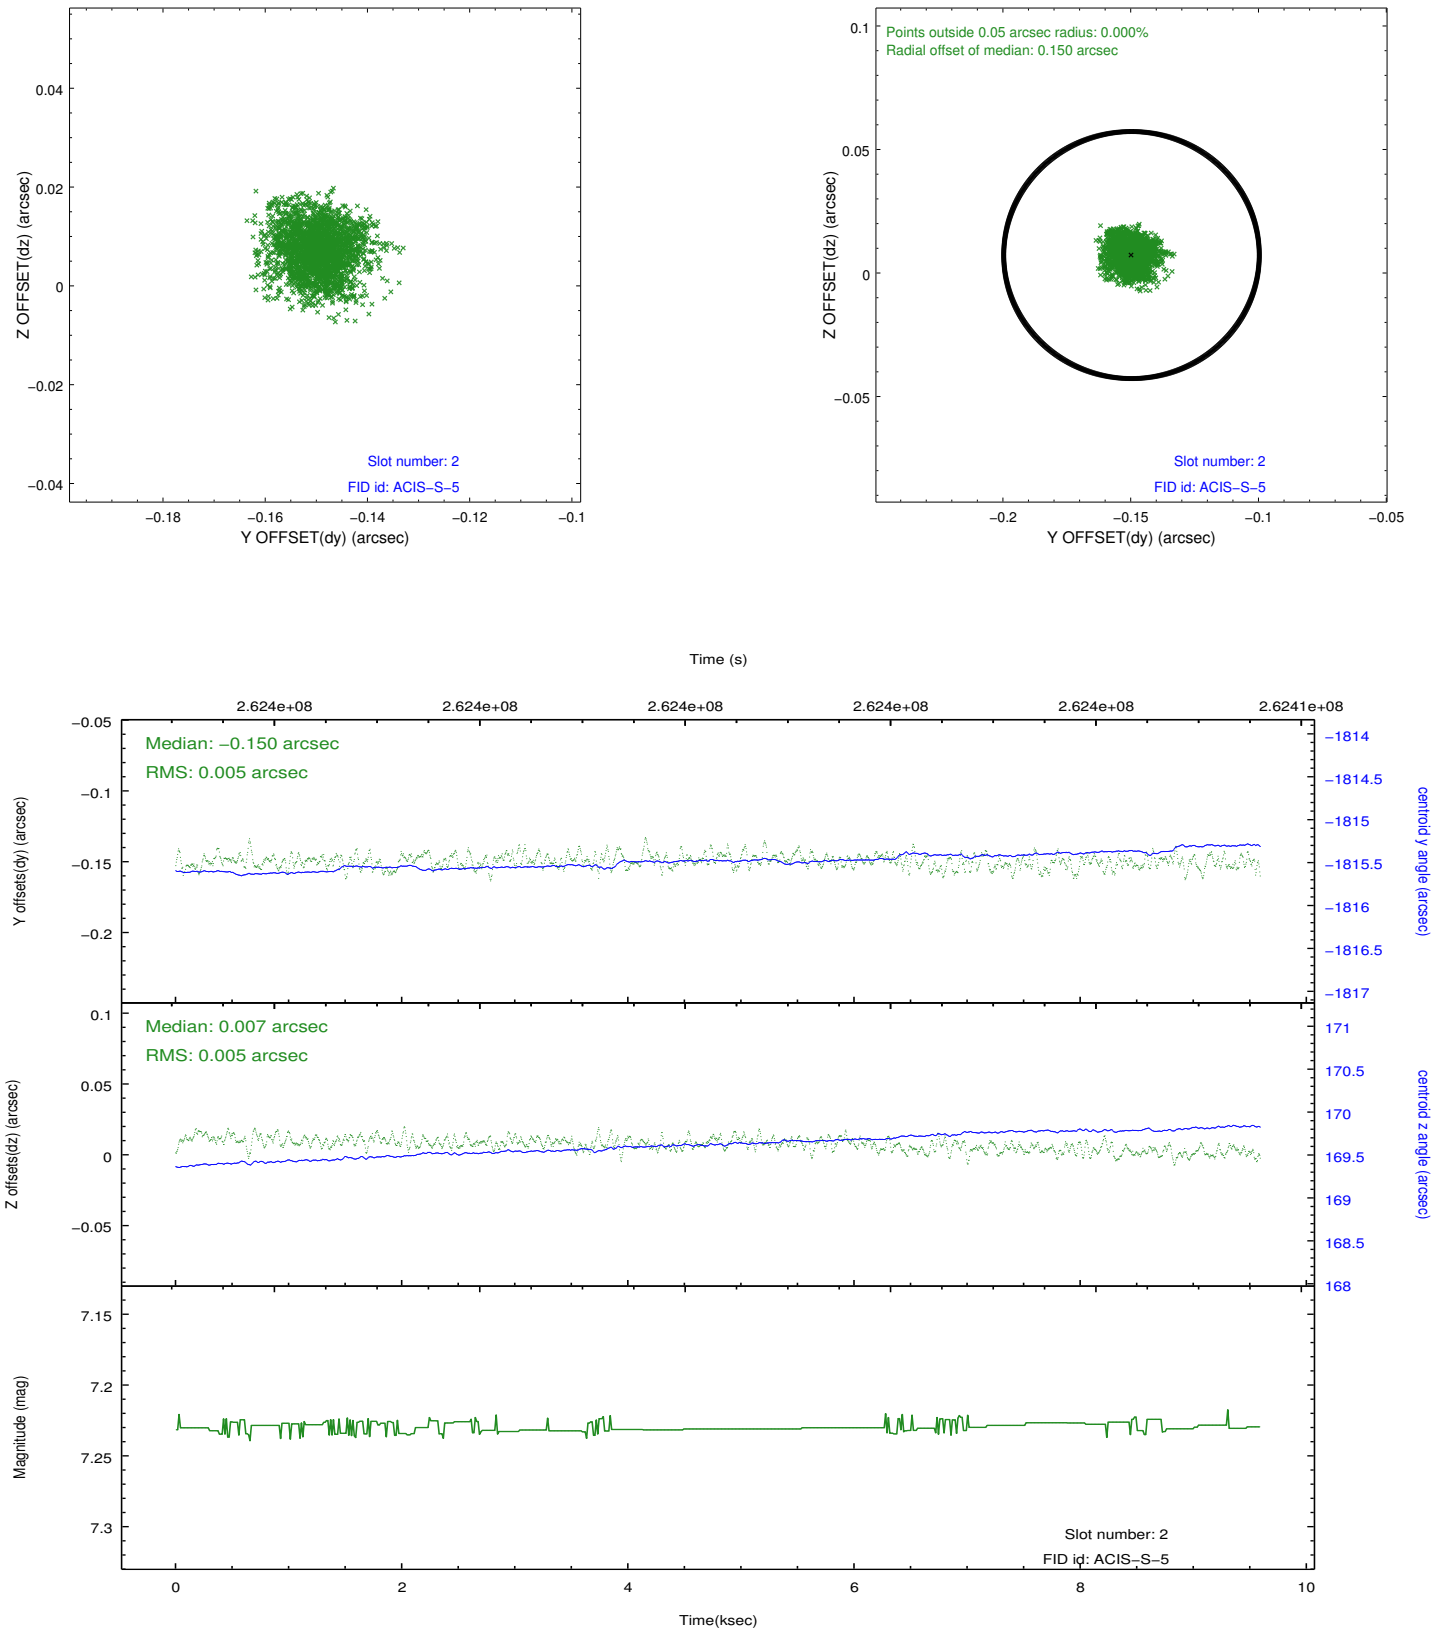 0.04
0.02
0
−0.02
−0.04
Z OFFSET(dz) (arcsec)
Slot number: 2
FID id: ACIS−S−5
−0.18
−0.16
−0.14
−0.12
−0.1
Y OFFSET(dy) (arcsec)
Points outside 0.05 arcsec radius: 0.000%
Radial offset of median: 0.150 arcsec
0.1
0.05
0
−0.05
Z OFFSET(dz) (arcsec)
Slot number: 2
FID id: ACIS−S−5
−0.2
−0.15
−0.1
−0.05
Y OFFSET(dy) (arcsec)
Time (s)
2.624e+08
2.624e+08
2.624e+08
2.624e+08
2.624e+08
2.6241e+08
Median: −0.150 arcsec
RMS: 0.005 arcsec
−0.05
−0.1
−0.15
−0.2
Y offsets(dy) (arcsec)
−1814
−1814.5
−1815
−1815.5
−1816
−1816.5
−1817
centroid y angle (arcsec)
Median: 0.007 arcsec
RMS: 0.005 arcsec
0.1
0.05
0
−0.05
Z offsets(dz) (arcsec)
171
170.5
170
169.5
169
168.5
168
centroid z angle (arcsec)
7.15
7.2
7.25
7.3
Magnitude (mag)
Slot number: 2
FID id: ACIS−S−5
0
2
4
6
8
10
Time(ksec)